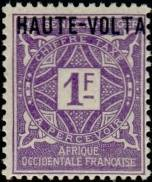 HAUTE-VOLTA
CHIFFRE-TAXE
1F
A PERCEVOIR
AFRIQUE
OCCIDENTALE FRANÇAISE